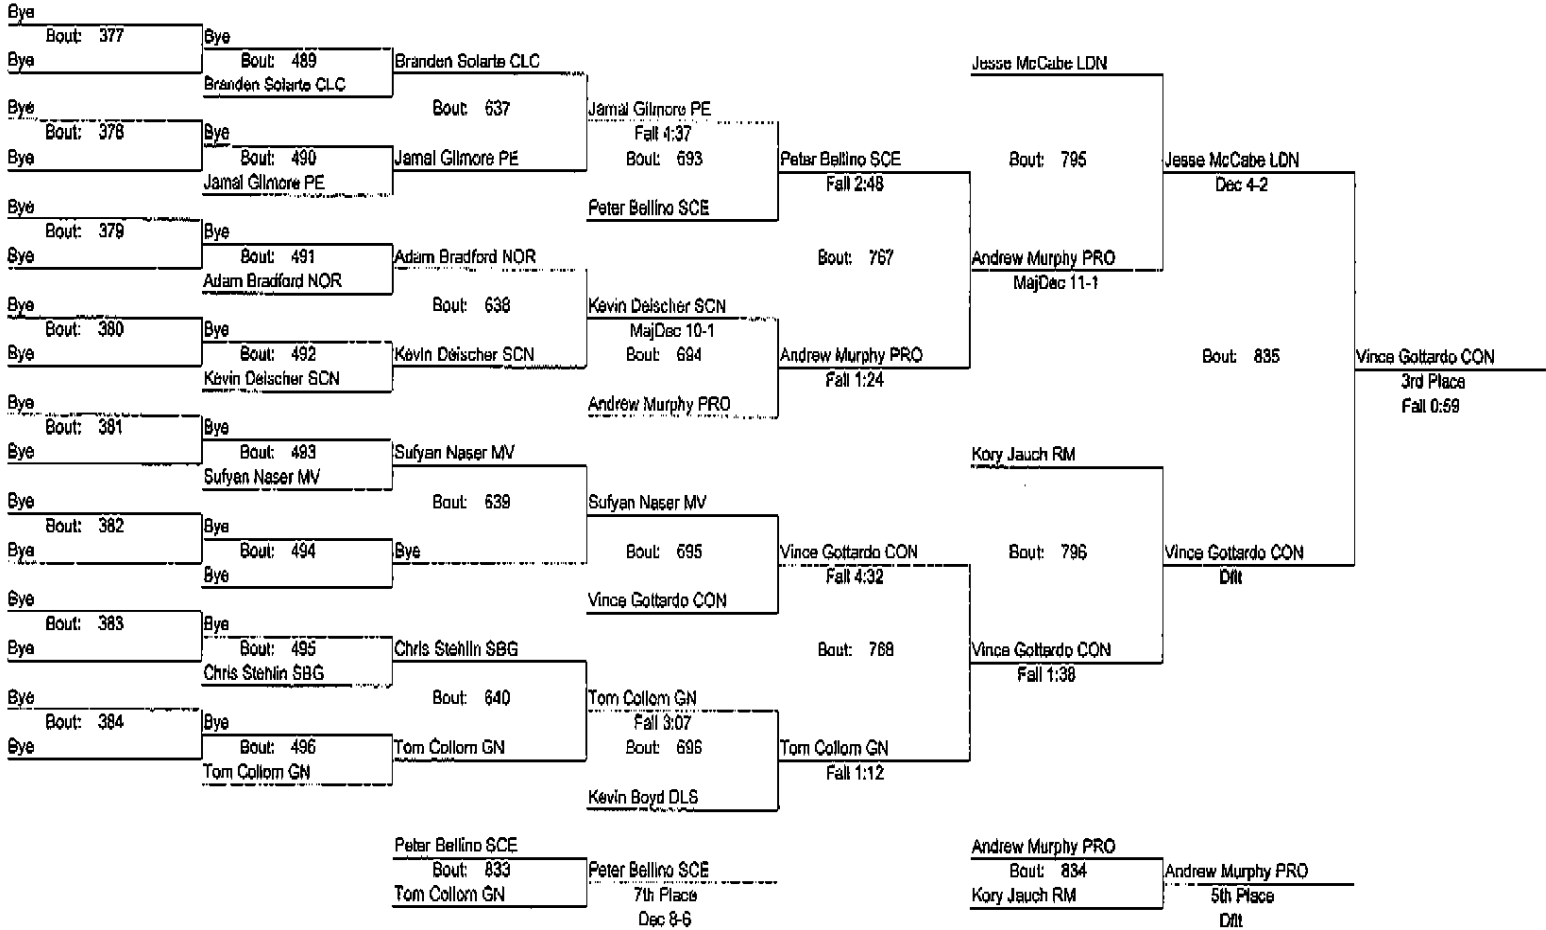 Bye
Bout: 377
Bye
Bye
Bout: 489
Branden Solarte CLC
Branden Solarte CLC
Bye
Bout: 378
Bye
Bye
Bout: 490
Jamal Gilmore PE
Bout: 637
Jamal Gilmore PE
Jamal Gilmore PE
Fall 4:37
Bout: 693
Peter Bellino SCE
Peter Bellino SCE
Fall 2:48
Bye
Bout: 379
Bye
Bye
Bout: 491
Adam Bradford NOR
Adam Bradford NOR
Bye
Bout: 380
Bye
Bye
Bout: 492
Kevin Deischer SCN
Bout: 638
Kevin Deischer SCN
Kevin Deischer SCN
MajDec 10-1
Bout: 694
Andrew Murphy PRO
Andrew Murphy PRO
Fall 1:24
Bout: 767
Jesse McCabe LDN
Bout: 795
Andrew Murphy PRO
MajDec 11-1
Jesse McCabe LDN
Dec 4-2
Bye
Bout: 381
Bye
Bye
Bout: 493
Sufyan Naser MV
Sufyan Naser MV
Bye
Bout: 382
Bye
Bye
Bout: 494
Bye
Bout: 639
Bye
Sufyan Naser MV
Bout: 695
Vince Gottardo CON
Vince Gottardo CON
Fall 4:32
Bye
Bout: 383
Bye
Bye
Bout: 495
Chris Stehlin SBG
Chris Stehlin SBG
Bye
Bout: 384
Bye
Bye
Bout: 496
Tom Collom GN
Bout: 640
Tom Collom GN
Tom Collom GN
Fall 3:07
Bout: 696
Kevin Boyd DLS
Tom Collom GN
Fall 1:12
Bout: 768
Kory Jauch RM
Bout: 796
Vince Gottardo CON
Fall 1:38
Vince Gottardo CON
Dflt
Bout: 835
Vince Gottardo CON
3rd Place
Fall 0:59
Peter Bellino SCE
Bout: 833
Tom Collom GN
Peter Bellino SCE
7th Place
Dec 8-6
Andrew Murphy PRO
Bout: 834
Kory Jauch RM
Andrew Murphy PRO
5th Place
Dflt